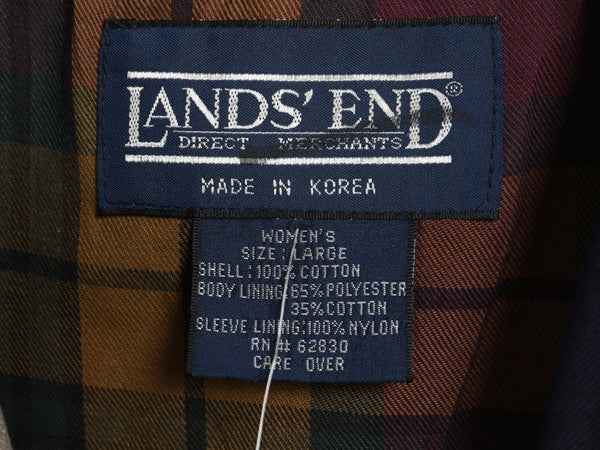 LANDS' END®
DIRECT MERCHANTS
MADE IN KOREA
WOMEN'S
SIZE: LARGE
SHELL: 100% COTTON
BODY LINING: 65% POLYESTER
35% COTTON
SLEEVE LINING: 100% NYLON
RN# 62830
CARE OVER